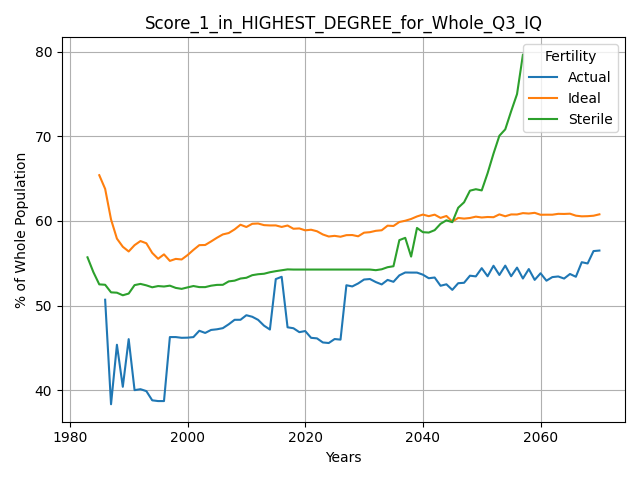 Score_1_in_HIGHEST_DEGREE_for_Whole_Q3_IQ
Fertility
Actual
Ideal
Sterile
% of Whole Population
80
70
60
50
40
1980
2000
2020
2040
2060
Years